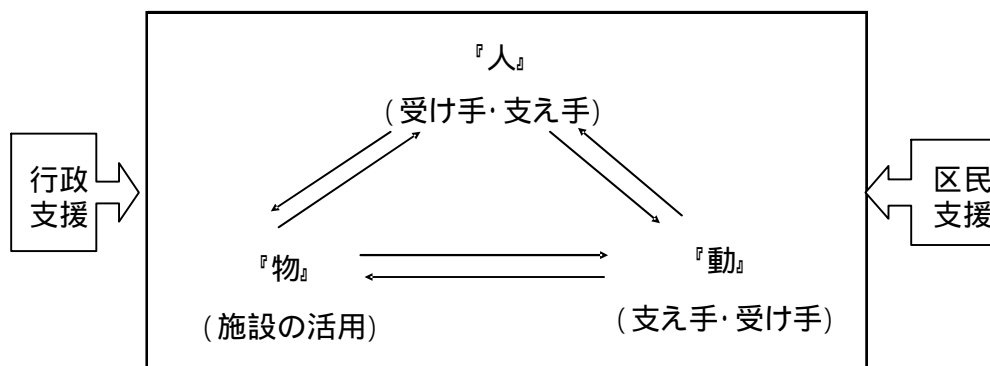 『人』
(受け手・支え手)
行政
支援
区民
支援
『物』
『動』
(施設の活用)
(支え手・受け手)